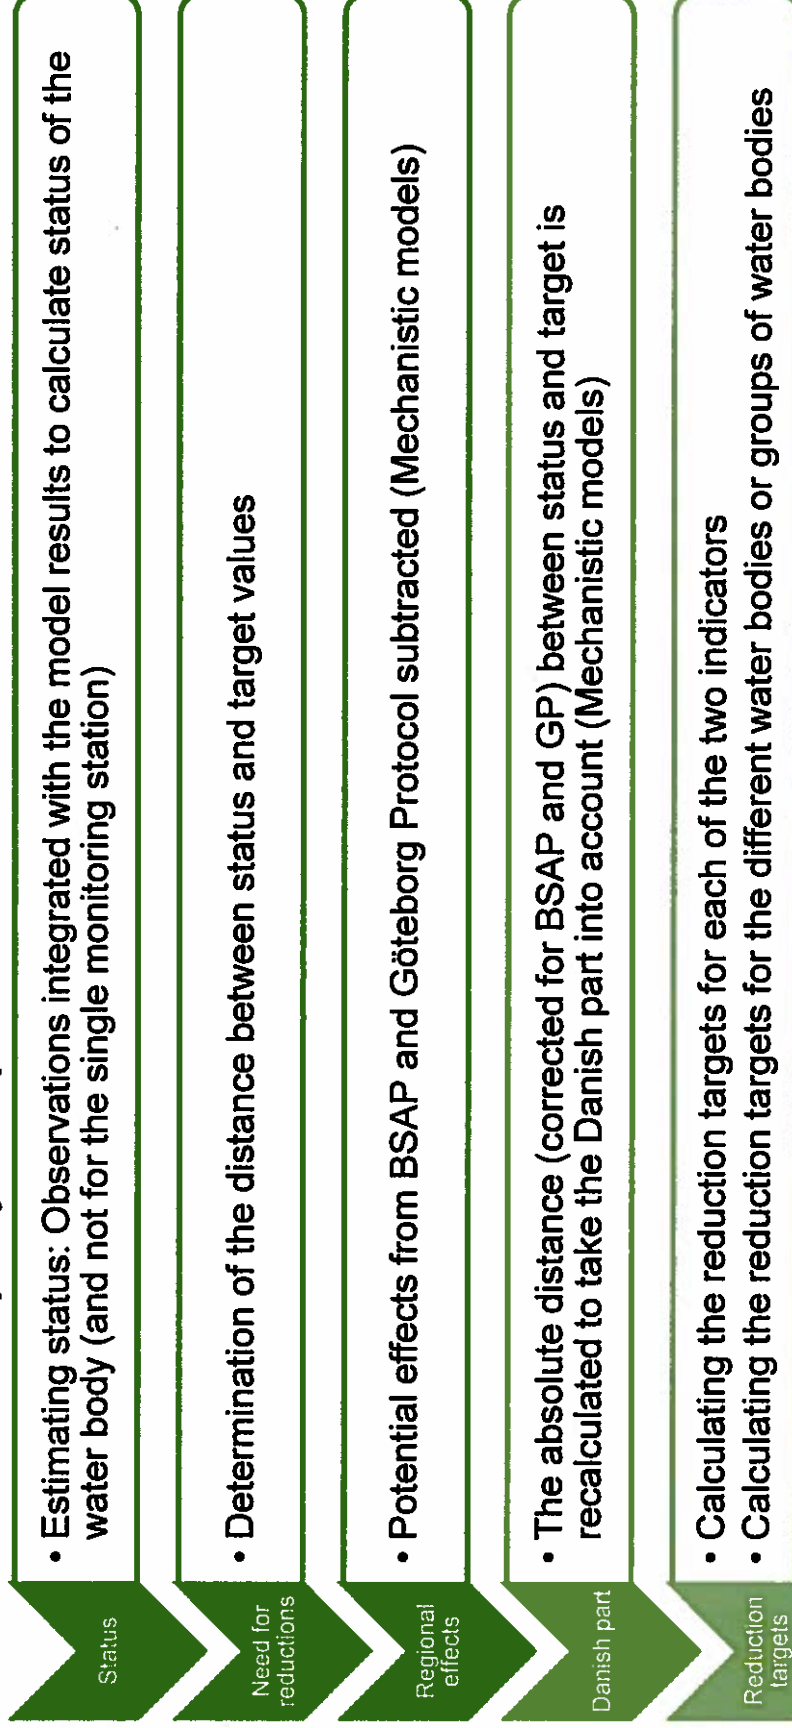 Status
• Estimating status: Observations integrated with the model results to calculate status of the
water body (and not for the single monitoring station)
Need for
reductions
• Determination of the distance between status and target values
Regional
effects
• Potential effects from BSAP and Göteborg Protocol subtracted (Mechanistic models)
Danish part
• The absolute distance (corrected for BSAP and GP) between status and target is
recalculated to take the Danish part into account (Mechanistic models)
Reduction
targets
• Calculating the reduction targets for each of the two indicators
• Calculating the reduction targets for the different water bodies or groups of water bodies